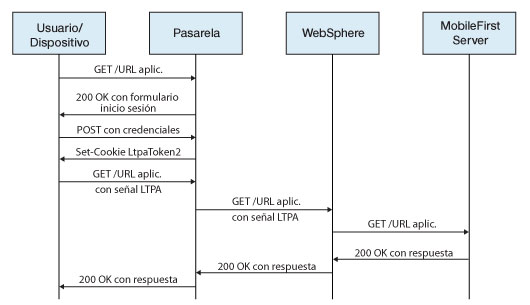 Usuario/
Dispositivo
Pasarela
WebSphere
MobileFirst
Server
GET /URL aplic.
200 OK con formulario
inicio sesión
POST con credenciales
Set-Cookie LtpaToken2
GET /URL aplic.
con señal LTPA
GET /URL aplic.
con señal LTPA
GET /URL aplic.
200 OK con respuesta
200 OK con respuesta
200 OK con respuesta